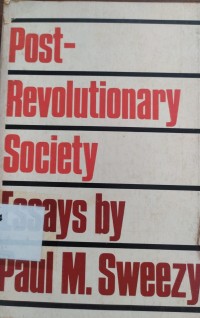 Post-
Revolutionary
Society
Essays by
Paul M. Sweezy